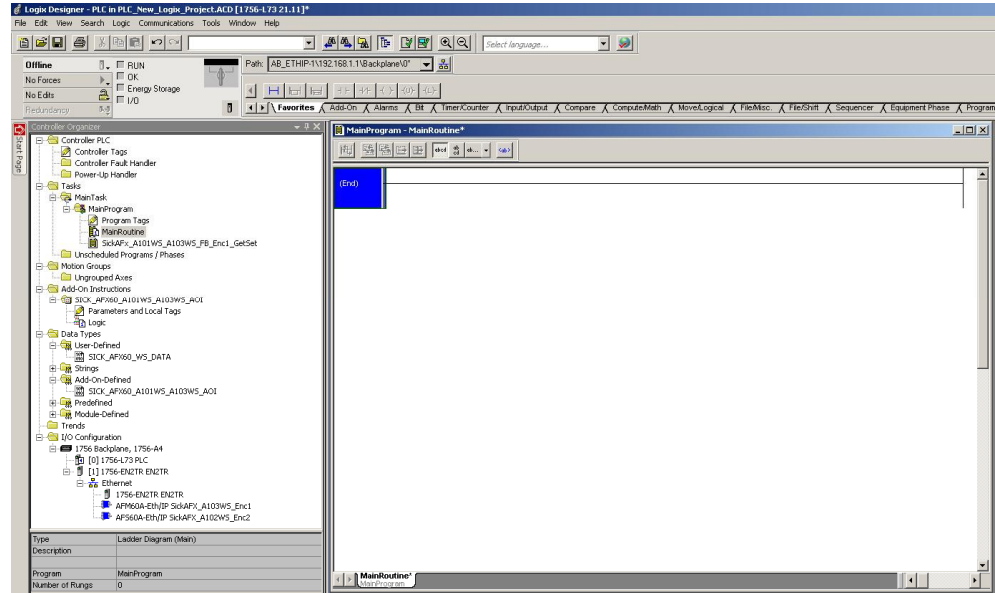 Logix Designer - PLC in PLC_New_Logix_Project.ACD [1756-L73 21.11]*
File Edit View Search Logic Communications Tools Window Help
Select language...
Offline
RUN
No Forces
OK
No Edits
Energy Storage
Redundancy
I/O
Path: AB_ETHIP-1\192.168.1.1\Backplane\0*
Favorites Add-On Alarms Bit Timer/Counter Input/Output Compare Compute/Math Move/Logical File/Misc. File/Shift Sequencer Equipment Phase Program
Start Page
Controller Organizer
Controller PLC
Controller Tags
Controller Fault Handler
Power-Up Handler
Tasks
MainTask
MainProgram
Program Tags
MainRoutine
SickAFx_A101WS_A103WS_FB_Enc1_GetSet
Unscheduled Programs / Phases
Motion Groups
Ungrouped Axes
Add-On Instructions
SICK_AFX60_A101WS_A103WS_AOI
Parameters and Local Tags
Logic
Data Types
User-Defined
SICK_AFX60_WS_DATA
Strings
Add-On-Defined
SICK_AFX60_A101WS_A103WS_AOI
Predefined
Module-Defined
Trends
I/O Configuration
1756 Backplane, 1756-A4
[0] 1756-L73 PLC
[1] 1756-EN2TR EN2TR
Ethernet
1756-EN2TR EN2TR
AFM60A-Eth/IP SickAFX_A103WS_Enc1
AFS60A-Eth/IP SickAFX_A102WS_Enc2
Type Ladder Diagram (Main)
Description
Program MainProgram
Number of Rungs 0
MainProgram - MainRoutine*
(End)
MainRoutine*
MainProgram